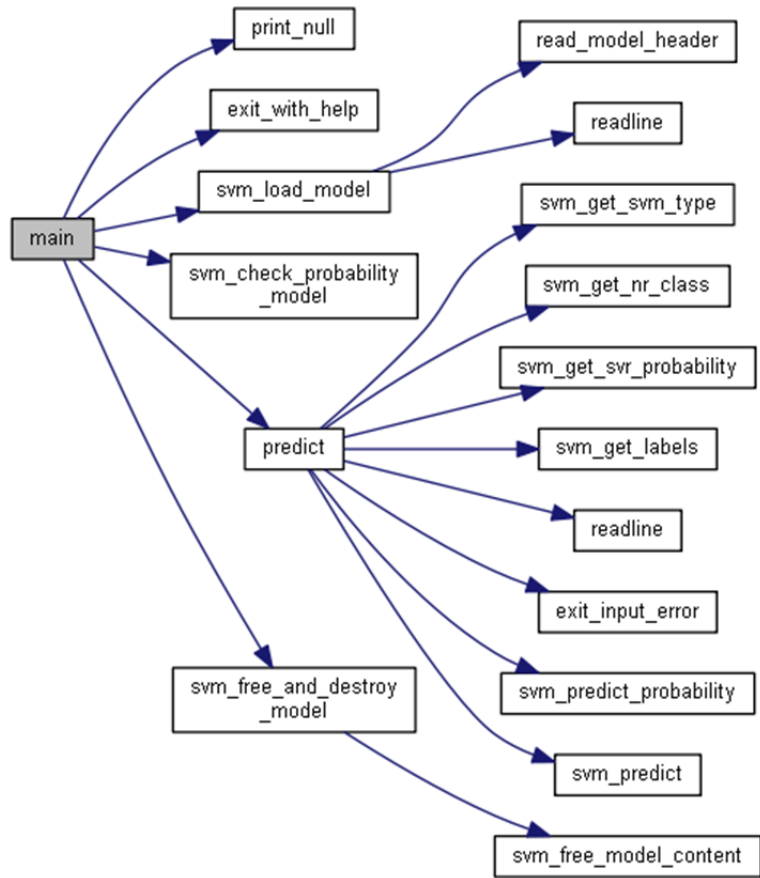 print_null
read_model_header
exit_with_help
readline
svm_load_model
svm_get_svm_type
main
svm_check_probability
_model
svm_get_nr_class
svm_get_svr_probability
predict
svm_get_labels
readline
exit_input_error
svm_free_and_destroy
_model
svm_predict_probability
svm_predict
svm_free_model_content